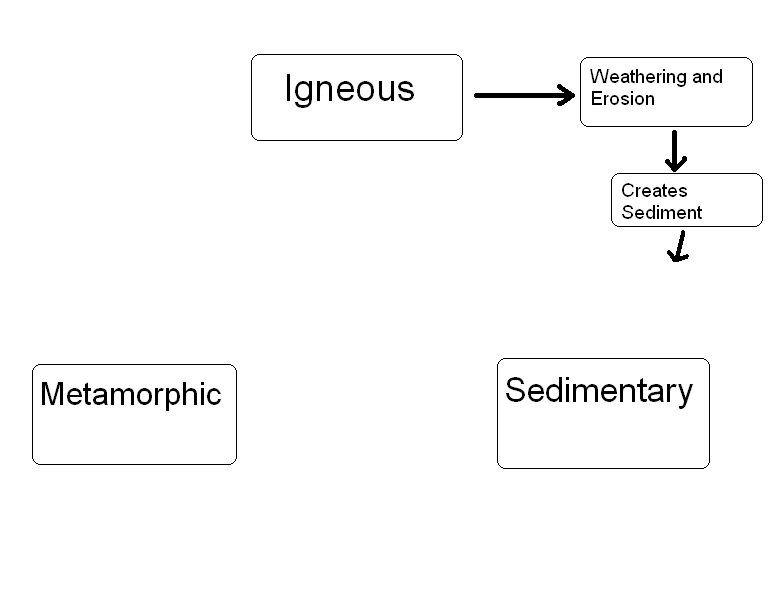 Igneous
Weathering and
Erosion
Creates
Sediment
Metamorphic
Sedimentary